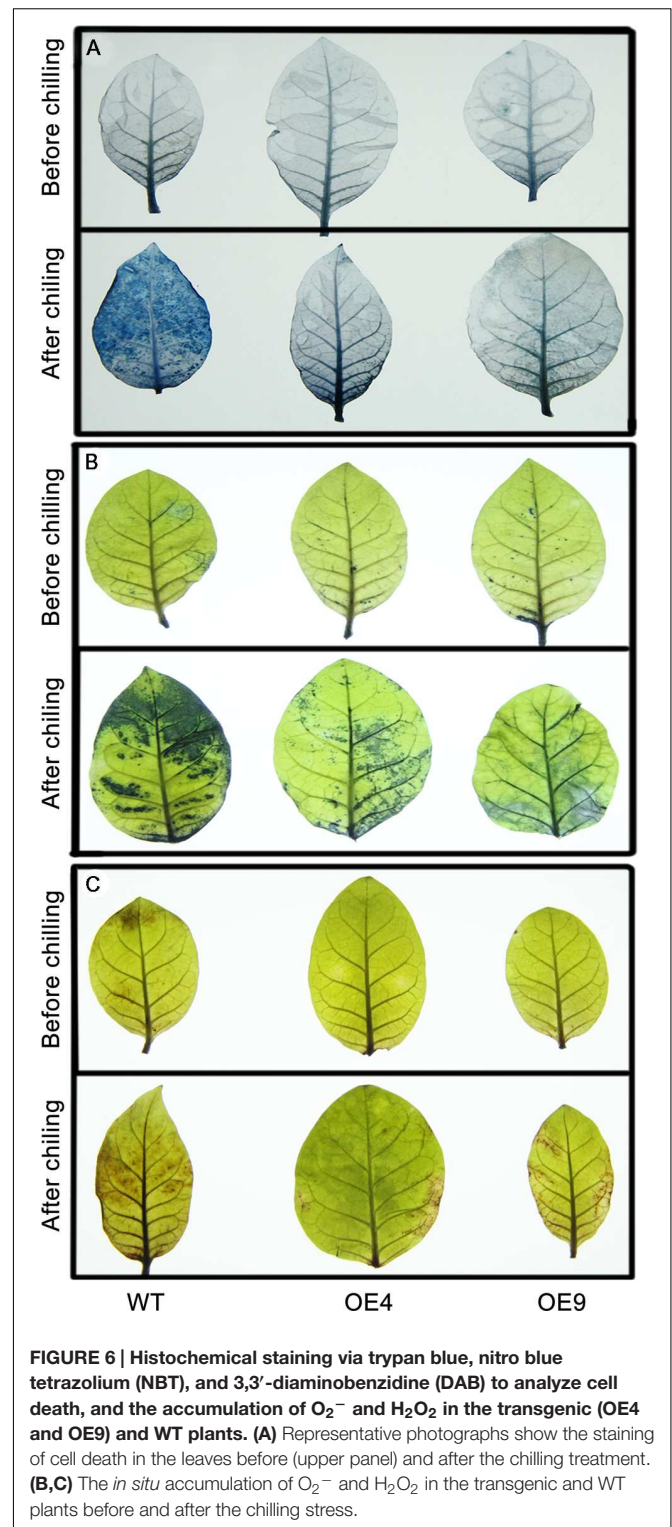 A
Before chilling
After chiling
B
Before chilling
After chiling
C
Before chilling
After chiling
WT OE4 OE9
FIGURE 6 | Histochemical staining via trypan blue, nitro blue
tetrazolium (NBT), and 3,3′-diaminobenzidine (DAB) to analyze cell
death, and the accumulation of O₂⁻ and H₂O₂ in the transgenic (OE4
and OE9) and WT plants. (A) Representative photographs show the staining
of cell death in the leaves before (upper panel) and after the chilling treatment.
(B,C) The in situ accumulation of O₂⁻ and H₂O₂ in the transgenic and WT
plants before and after the chilling stress.